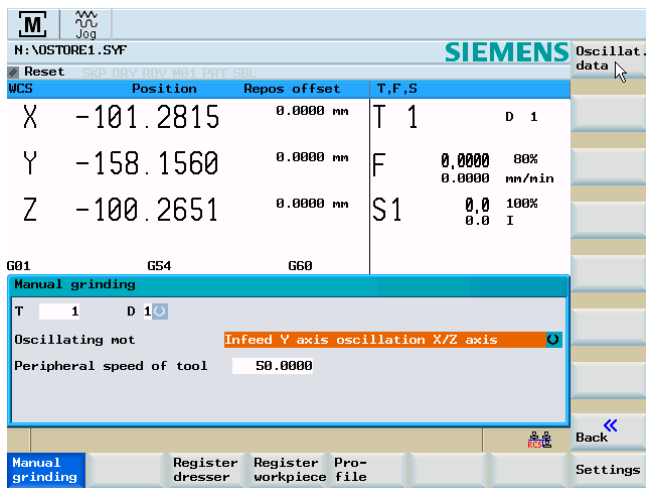 M
Jog
N:\OSTORE1.SYF
SIEMENS
Oscillat.
data
Reset SKP DRY ROV M01 PRT SBL
WCS Position Repos offset T,F,S
X -101.2815 0.0000 mm T 1 D 1
Y -158.1560 0.0000 mm F 0.0000 80%
0.0000 mm/min
Z -100.2651 0.0000 mm S1 0.0 100%
0.0 I
G01 G54 G60
Manual grinding
T 1 D 1
Oscillating mot Infeed Y axis oscillation X/Z axis
Peripheral speed of tool 50.0000
RCS
Back
Manual
grinding
Register
dresser
Register
workpiece
Pro-
file
Settings